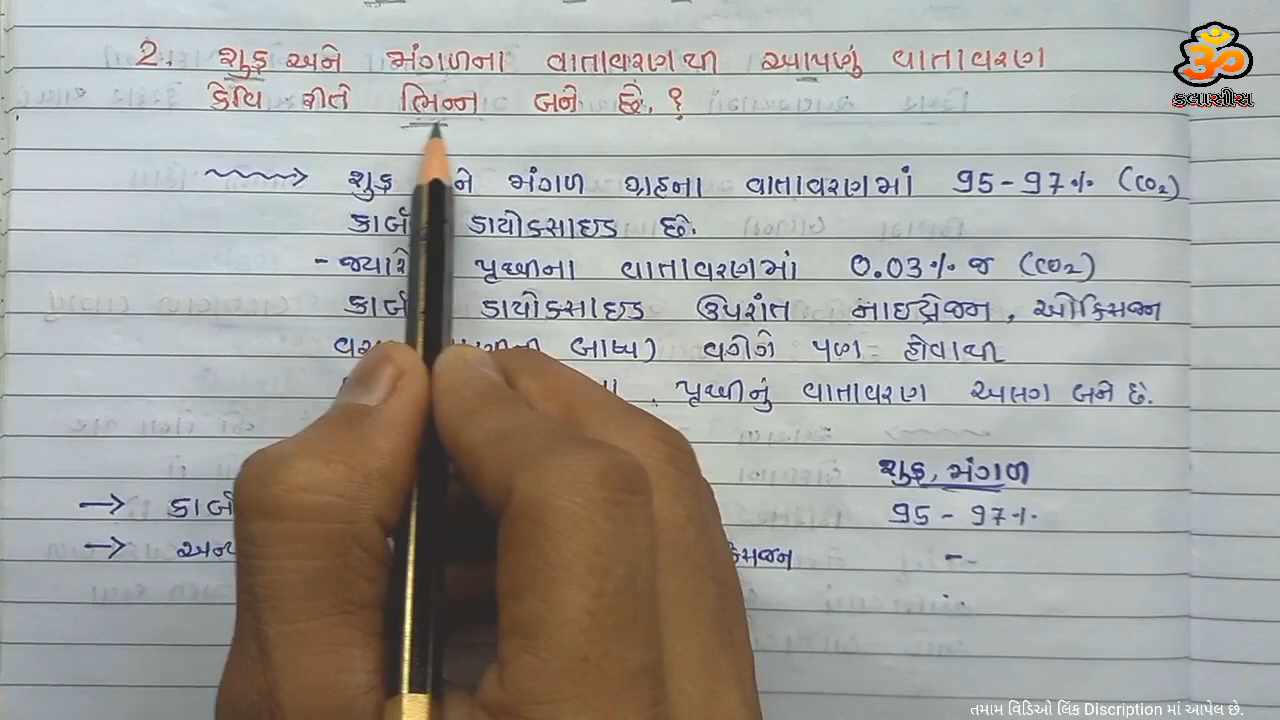 2. શુક્ર અને મંગળના વાતાવરણથી આપણું વાતાવરણ
કેવિ રીતે ભિન્ન બને છે. ?
શુક્ર ને મંગળ ગ્રહના વાતાવરણમાં 95-97% (CO₂)
કાર્બ ડાયોક્સાઇડ છે.
- જ્યારે પૃથ્વીના વાતાવરણમાં 0.03% જ (CO₂)
કાર્બ ડાયોક્સાઇડ ઉપરાંત નાઇટ્રોજન, ઓક્સિજન
બાષ્પ) વગેરે પણ હોવાથી
પૃથ્વીનું વાતાવરણ અલગ બને છે.
શુક્ર, મંગળ
→ કાર્બ 95 - 97%
→ અન્ય ક્સિજન --
ૐ
ક્લાસીસ
તમામ વિડિઓ લિંક Discription માં આપેલ છે.